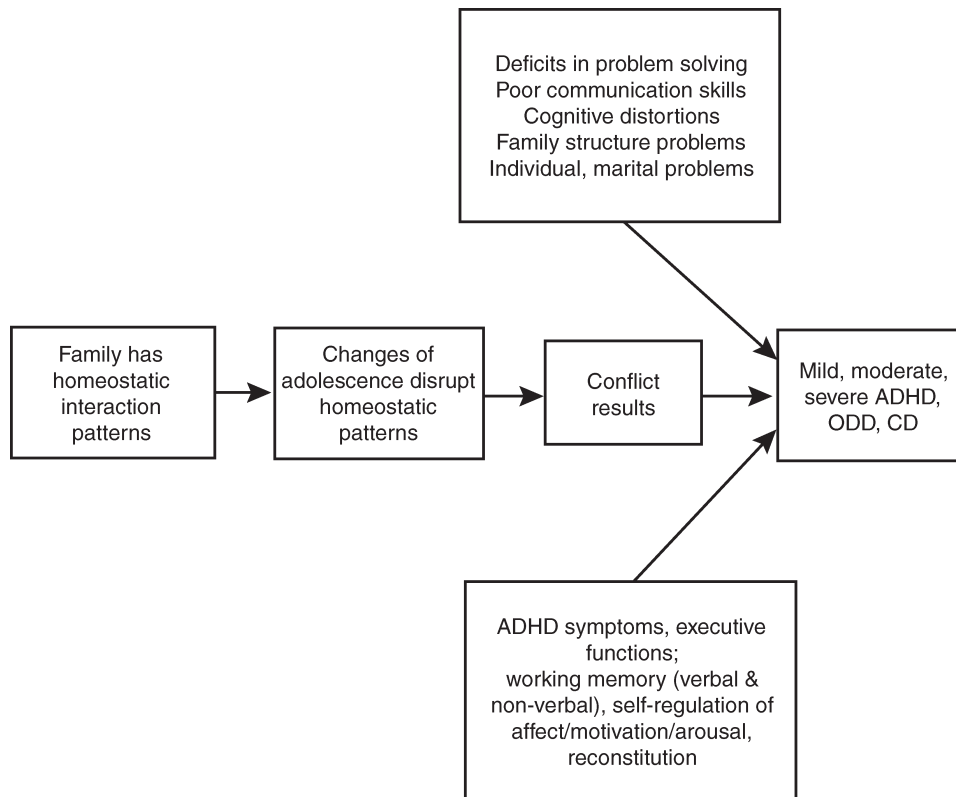 Deficits in problem solving
Poor communication skills
Cognitive distortions
Family structure problems
Individual, marital problems
Family has
homeostatic
interaction
patterns
Changes of
adolescence disrupt
homeostatic
patterns
Conflict
results
Mild, moderate,
severe ADHD,
ODD, CD
ADHD symptoms, executive
functions;
working memory (verbal &
non-verbal), self-regulation of
affect/motivation/arousal,
reconstitution